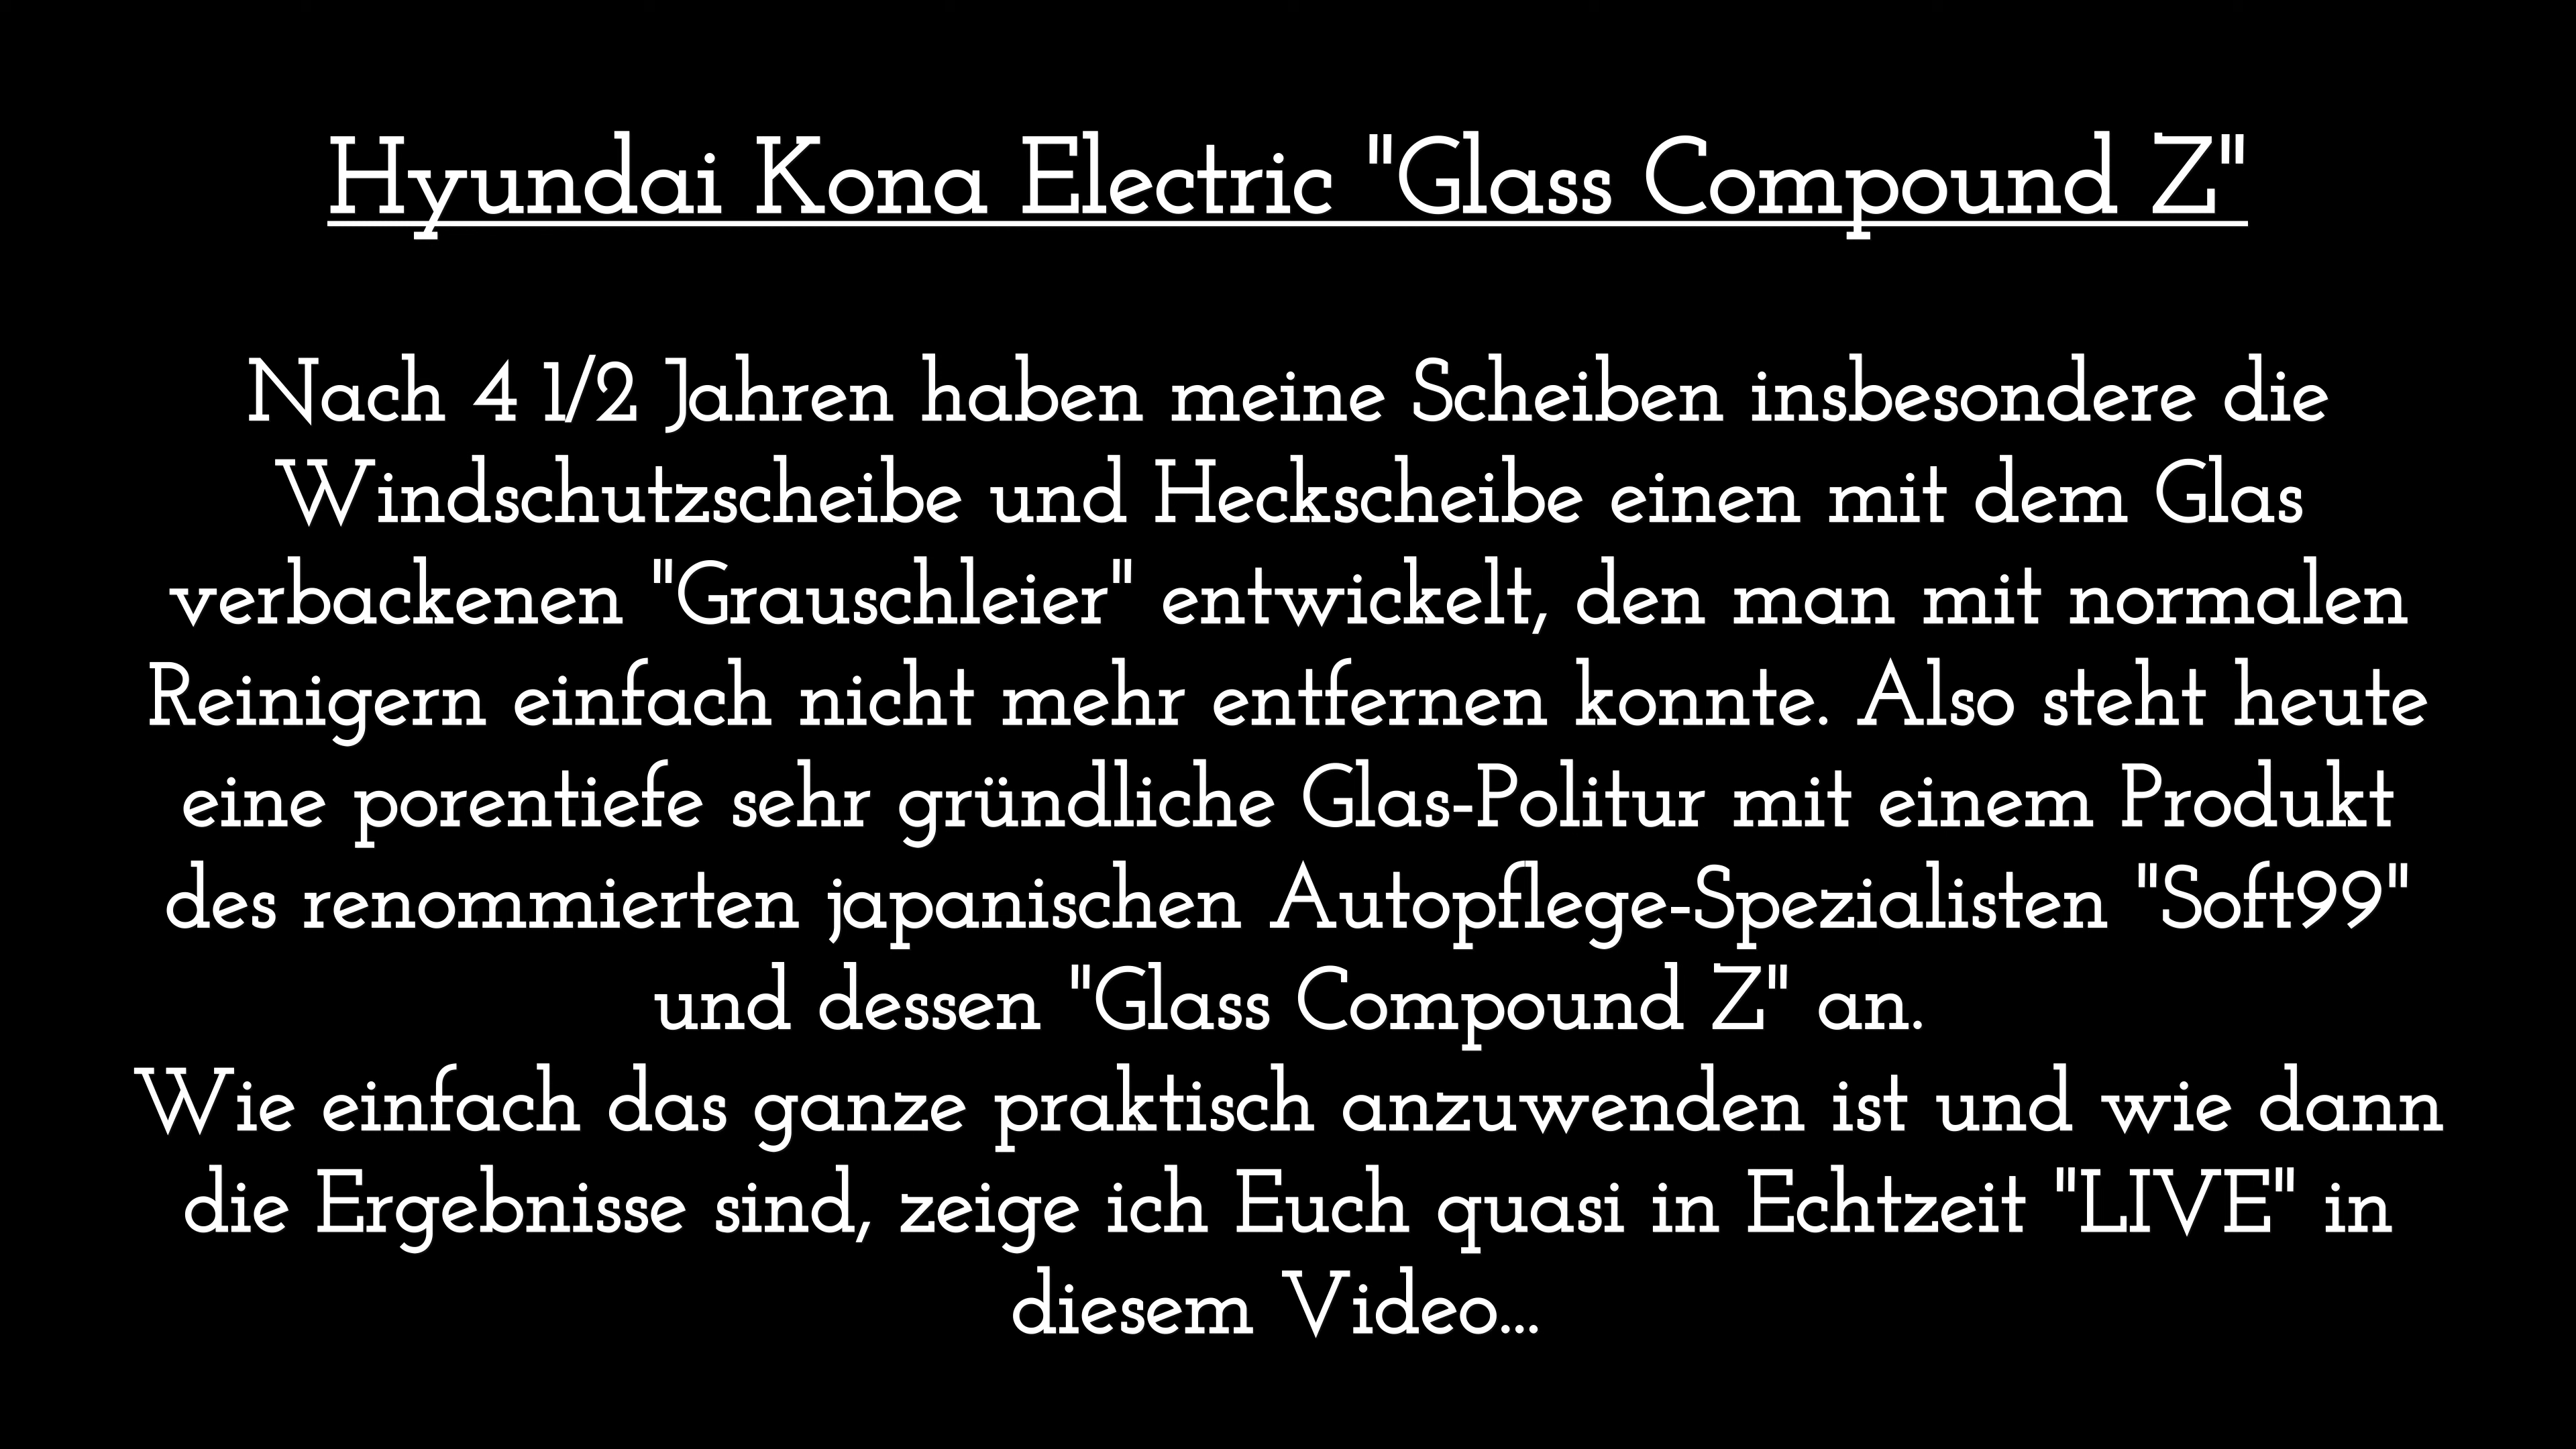 Hyundai Kona Electric "Glass Compound Z"
Nach 4 1/2 Jahren haben meine Scheiben insbesondere die
Windschutzscheibe und Heckscheibe einen mit dem Glas
verbackenen "Grauschleier" entwickelt, den man mit normalen
Reinigern einfach nicht mehr entfernen konnte. Also steht heute
eine porentiefe sehr gründliche Glas-Politur mit einem Produkt
des renommierten japanischen Autopflege-Spezialisten "Soft99"
und dessen "Glass Compound Z" an.
Wie einfach das ganze praktisch anzuwenden ist und wie dann
die Ergebnisse sind, zeige ich Euch quasi in Echtzeit "LIVE" in
diesem Video...